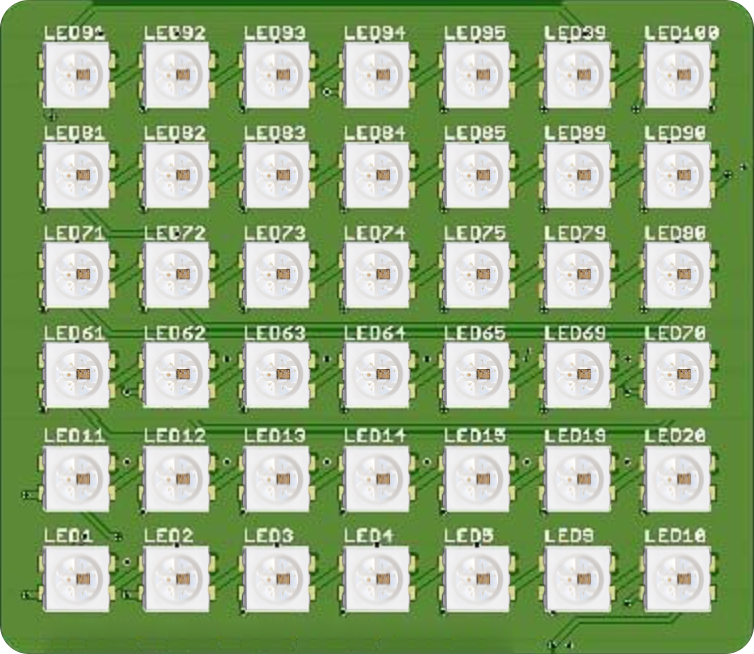 LED91 LED92 LED93 LED94 LED95 LED99 LED100
LED81 LED82 LED83 LED84 LED85 LED89 LED90
LED71 LED72 LED73 LED74 LED75 LED79 LED80
LED61 LED62 LED63 LED64 LED65 LED69 LED70
LED11 LED12 LED13 LED14 LED15 LED19 LED20
LED1 LED2 LED3 LED4 LED5 LED9 LED10